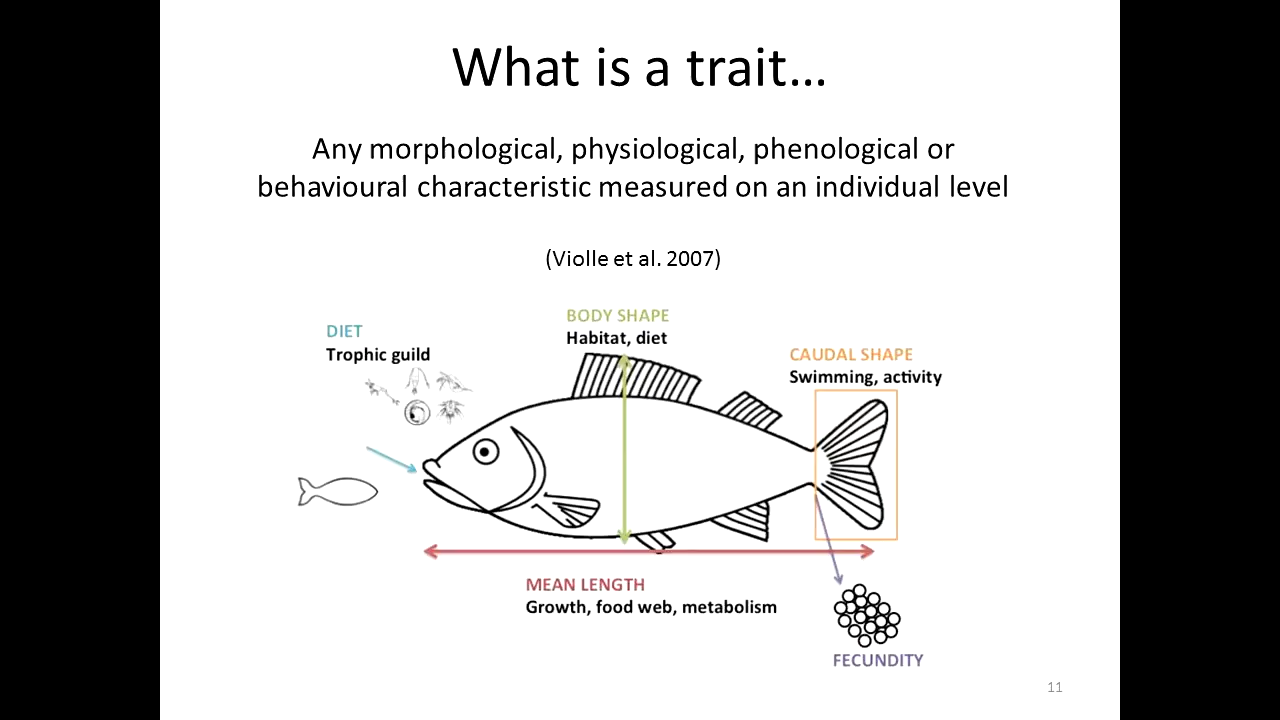 What is a trait…
Any morphological, physiological, phenological or
behavioural characteristic measured on an individual level
(Violle et al. 2007)
DIET
Trophic guild
BODY SHAPE
Habitat, diet
CAUDAL SHAPE
Swimming, activity
MEAN LENGTH
Growth, food web, metabolism
FECUNDITY
11